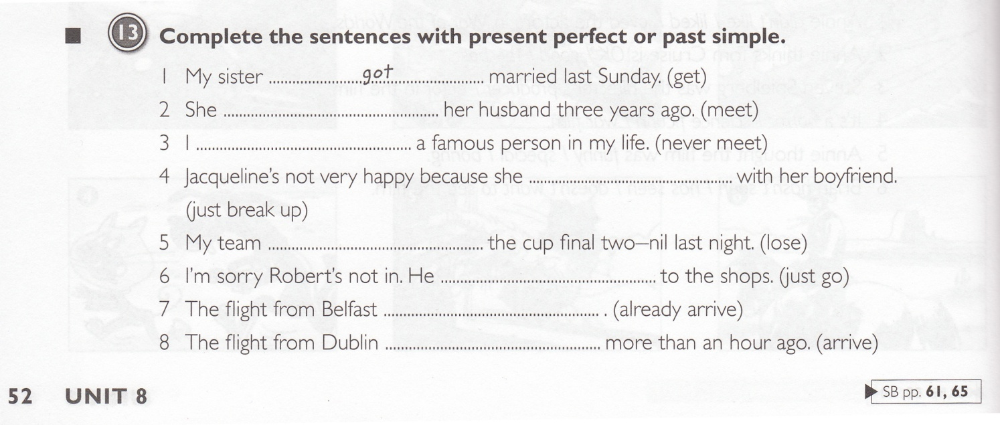 13 Complete the sentences with present perfect or past simple.
1 My sister ........got........ married last Sunday. (get)
2 She ................ her husband three years ago. (meet)
3 I ................ a famous person in my life. (never meet)
4 Jacqueline's not very happy because she ................ with her boyfriend.
(just break up)
5 My team ................ the cup final two–nil last night. (lose)
6 I'm sorry Robert's not in. He ................ to the shops. (just go)
7 The flight from Belfast ................ . (already arrive)
8 The flight from Dublin ................ more than an hour ago. (arrive)
52 UNIT 8
SB pp. 61, 65